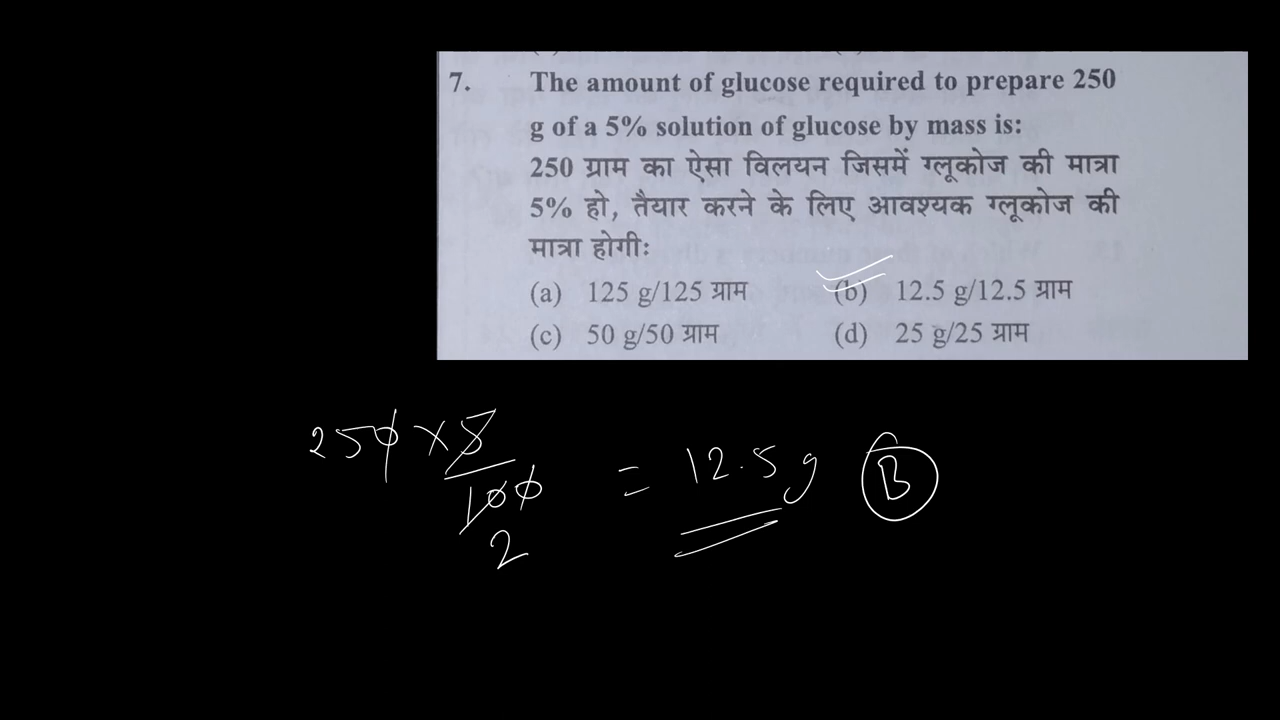 7. The amount of glucose required to prepare 250
g of a 5% solution of glucose by mass is:
250 ग्राम का ऐसा विलयन जिसमें ग्लूकोज की मात्रा
5% हो, तैयार करने के लिए आवश्यक ग्लूकोज की
मात्रा होगीः
(a) 125 g/125 ग्राम (b) 12.5 g/12.5 ग्राम
(c) 50 g/50 ग्राम (d) 25 g/25 ग्राम
250 × 5
100
2
= 12.5 g B